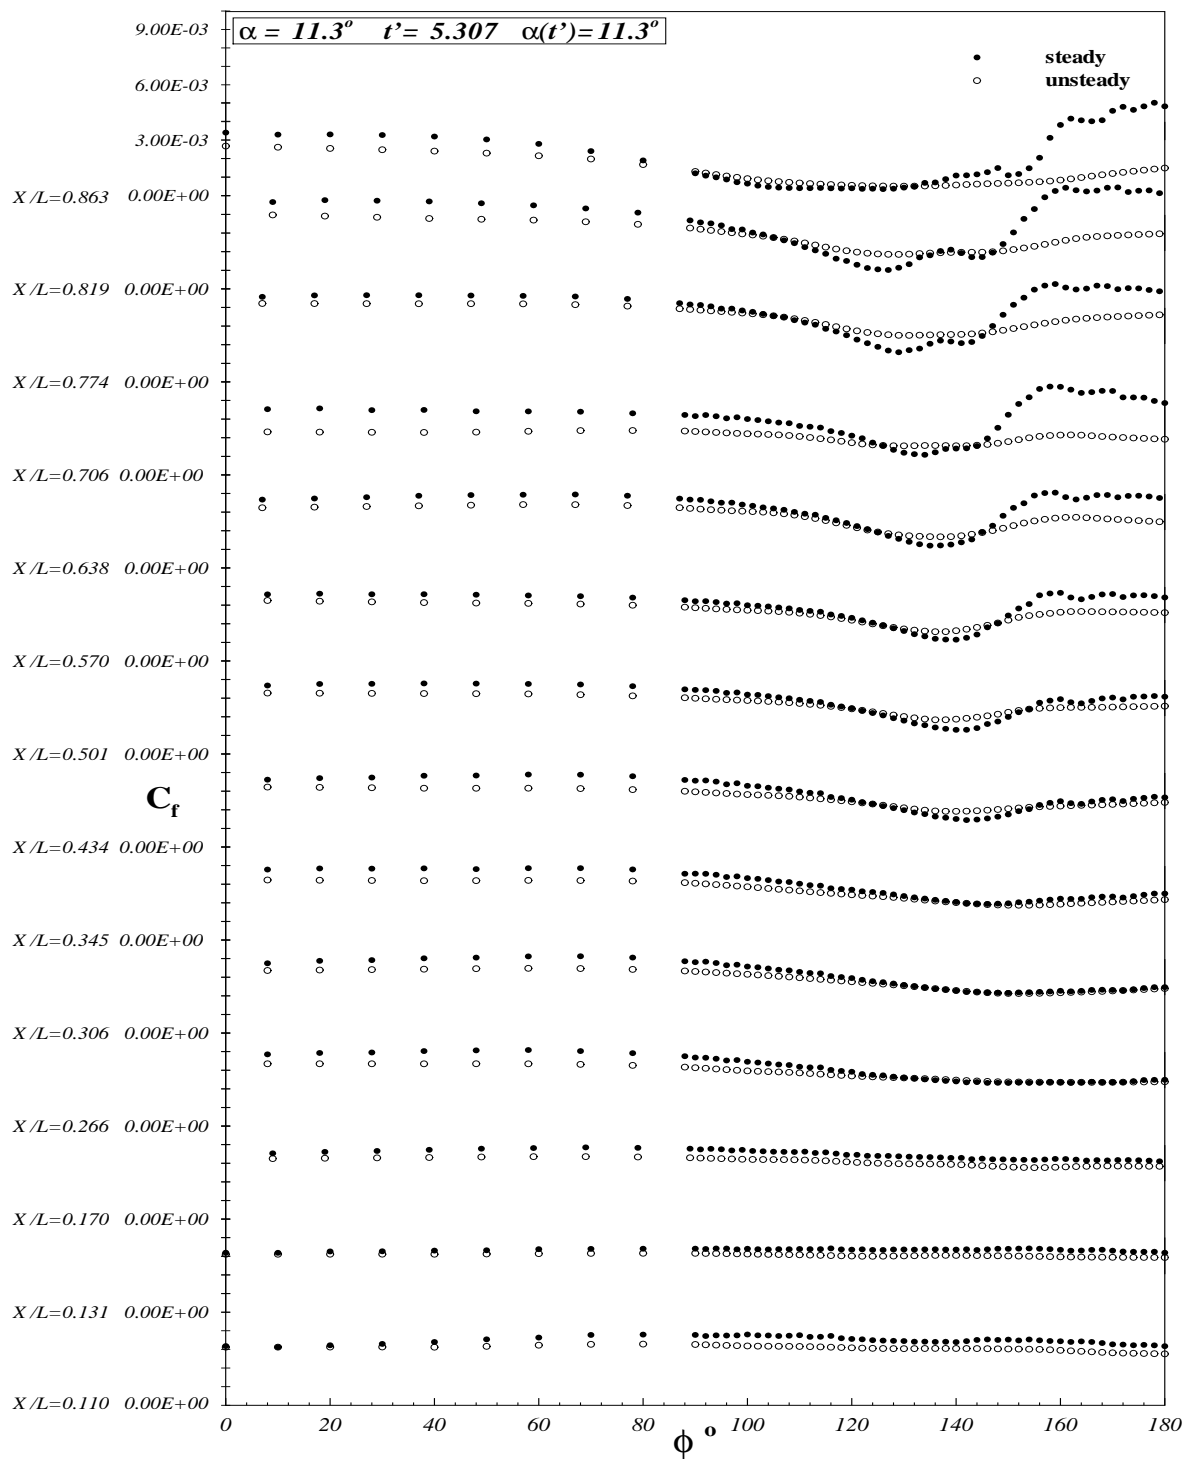 9.00E-03
α = 11.3° t'= 5.307 α(t')=11.3°
steady
6.00E-03
unsteady
3.00E-03
X/L=0.863 0.00E+00
X/L=0.819 0.00E+00
X/L=0.774 0.00E+00
X/L=0.706 0.00E+00
X/L=0.638 0.00E+00
X/L=0.570 0.00E+00
X/L=0.501 0.00E+00
Cf
X/L=0.434 0.00E+00
X/L=0.345 0.00E+00
X/L=0.306 0.00E+00
X/L=0.266 0.00E+00
X/L=0.170 0.00E+00
X/L=0.131 0.00E+00
X/L=0.110 0.00E+00
0 20 40 60 80 100 120 140 160 180
ϕ °